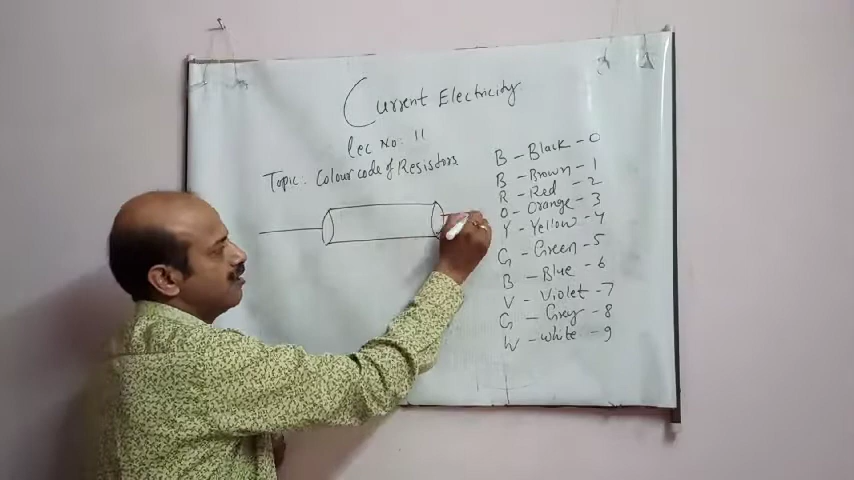 Current Electricity
Lec No: 11
Topic: Colour code of Resistors
B - Black - 0
B - Brown - 1
R - Red - 2
O - Orange - 3
Y - Yellow - 4
G - Green - 5
B - Blue - 6
V - Violet - 7
G - Grey - 8
W - White - 9